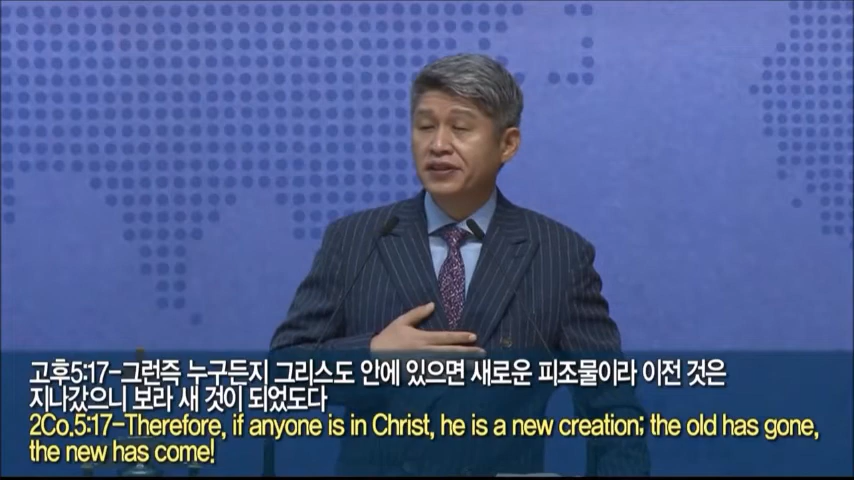 고후5:17-그런즉 누구든지 그리스도 안에 있으면 새로운 피조물이라 이전 것은
지나갔으니 보라 새 것이 되었도다
2Co.5:17-Therefore, if anyone is in Christ, he is a new creation; the old has gone,
the new has come!